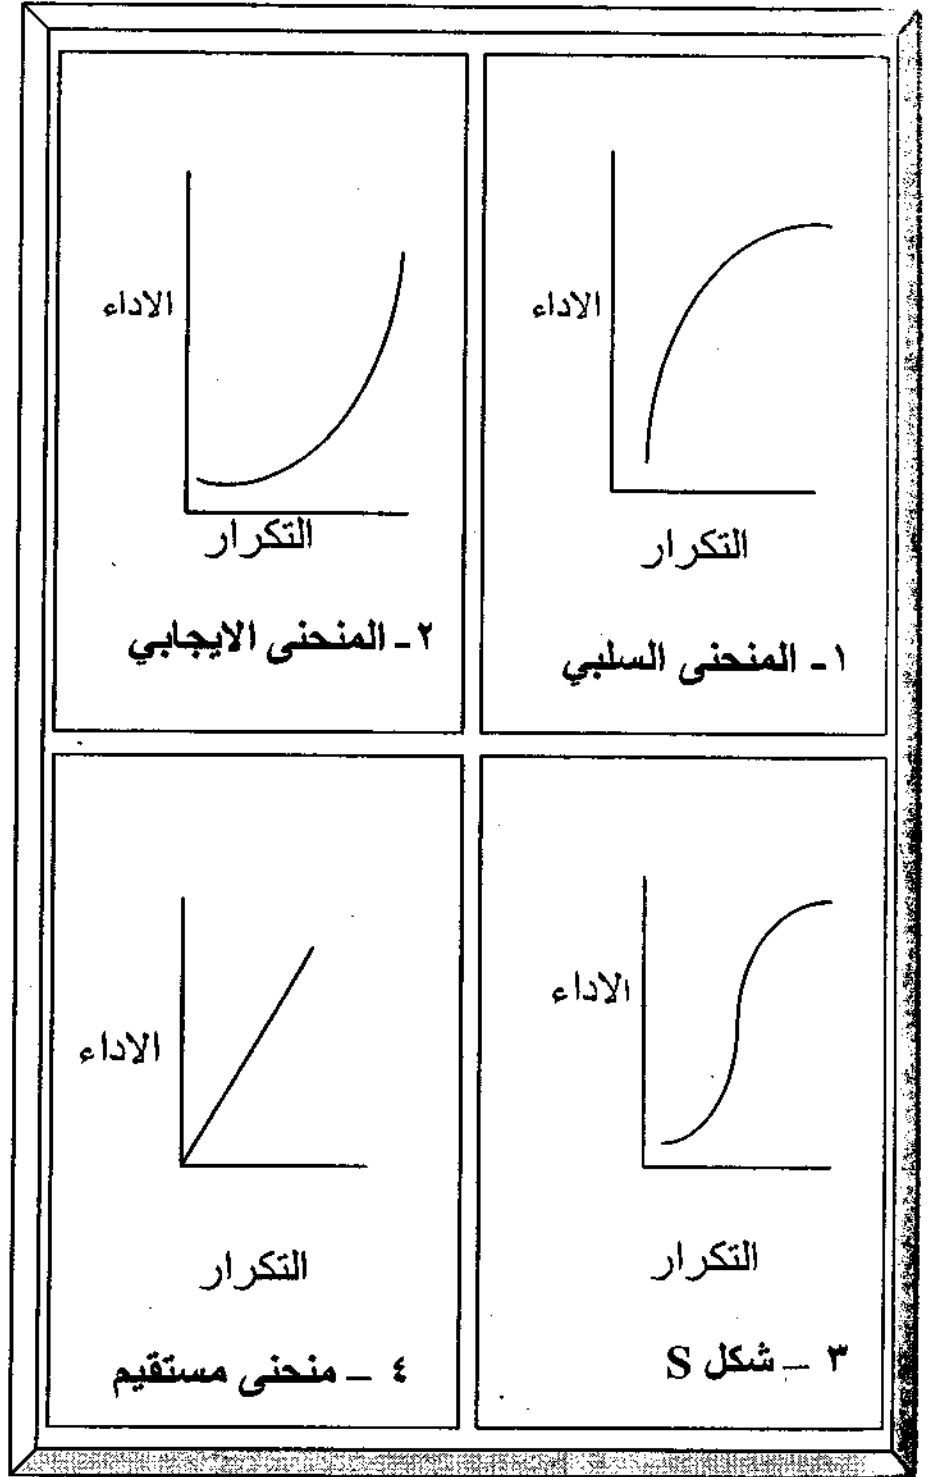 الاداء
التكرار
١ ـ المنحنى السلبي
الاداء
التكرار
٢ ـ المنحنى الايجابي
الاداء
التكرار
٣ ـ شكل S
الاداء
التكرار
٤ ـ منحنى مستقيم